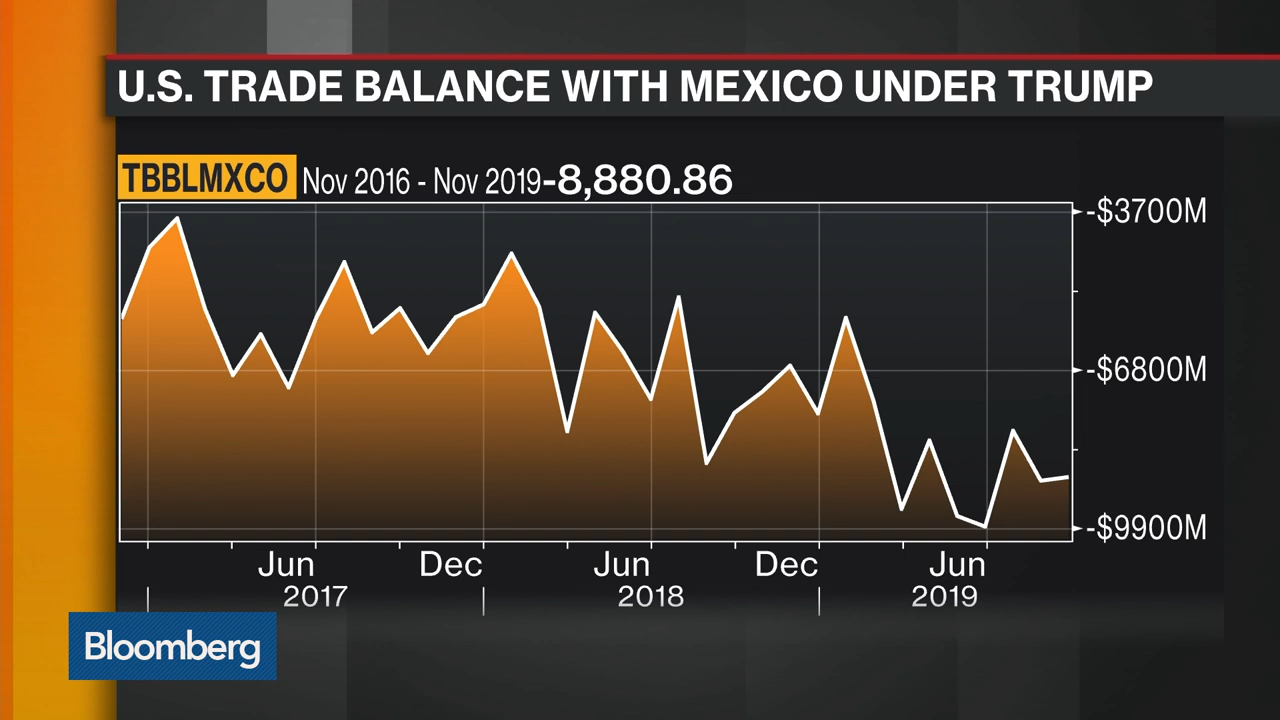 U.S. TRADE BALANCE WITH MEXICO UNDER TRUMP
TBBLMXCO Nov 2016 - Nov 2019-8,880.86
-$3700M
-$6800M
-$9900M
Jun Dec Jun Dec Jun
2017 2018 2019
Bloomberg